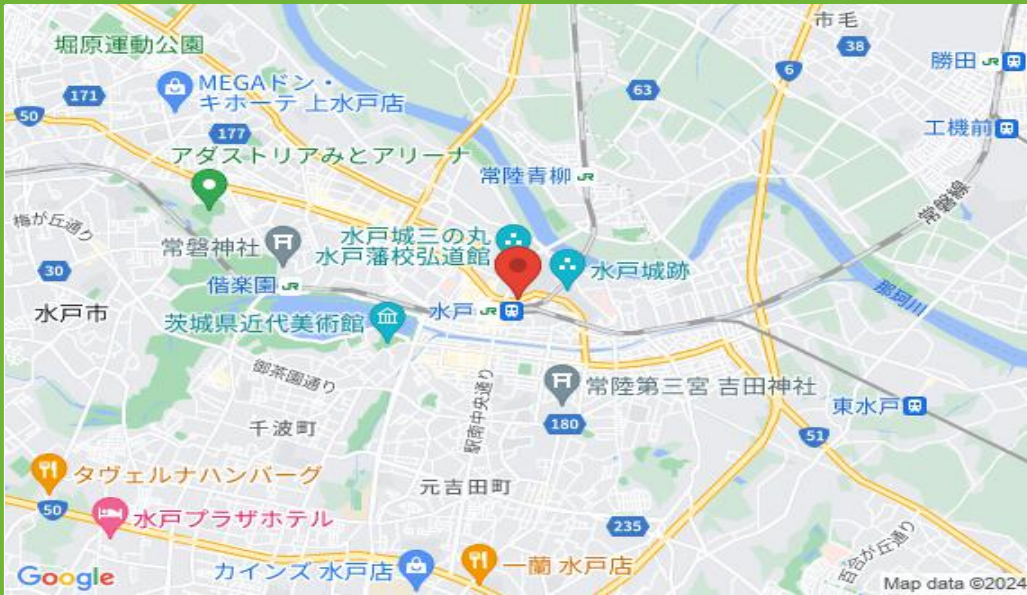 市毛
堀原運動公園
38
勝田 JR
6
MEGAドン・
キホーテ 上水戸店
171
63
50
工機前
177
アダストリアみとアリーナ
常陸青柳 JR
常磐線
梅が丘通り
水戸城三の丸
水戸藩校弘道館
常磐神社
水戸城跡
30
偕楽園 JR
那珂川
水戸市
水戸 JR
茨城県近代美術館
御茶園通り
駅南中央通り
常陸第三宮 吉田神社
東水戸
千波町
180
51
タヴェルナハンバーグ
元吉田町
50
水戸プラザホテル
235
百合が丘通り
カインズ 水戸店
一蘭 水戸店
Google
Map data ©2024